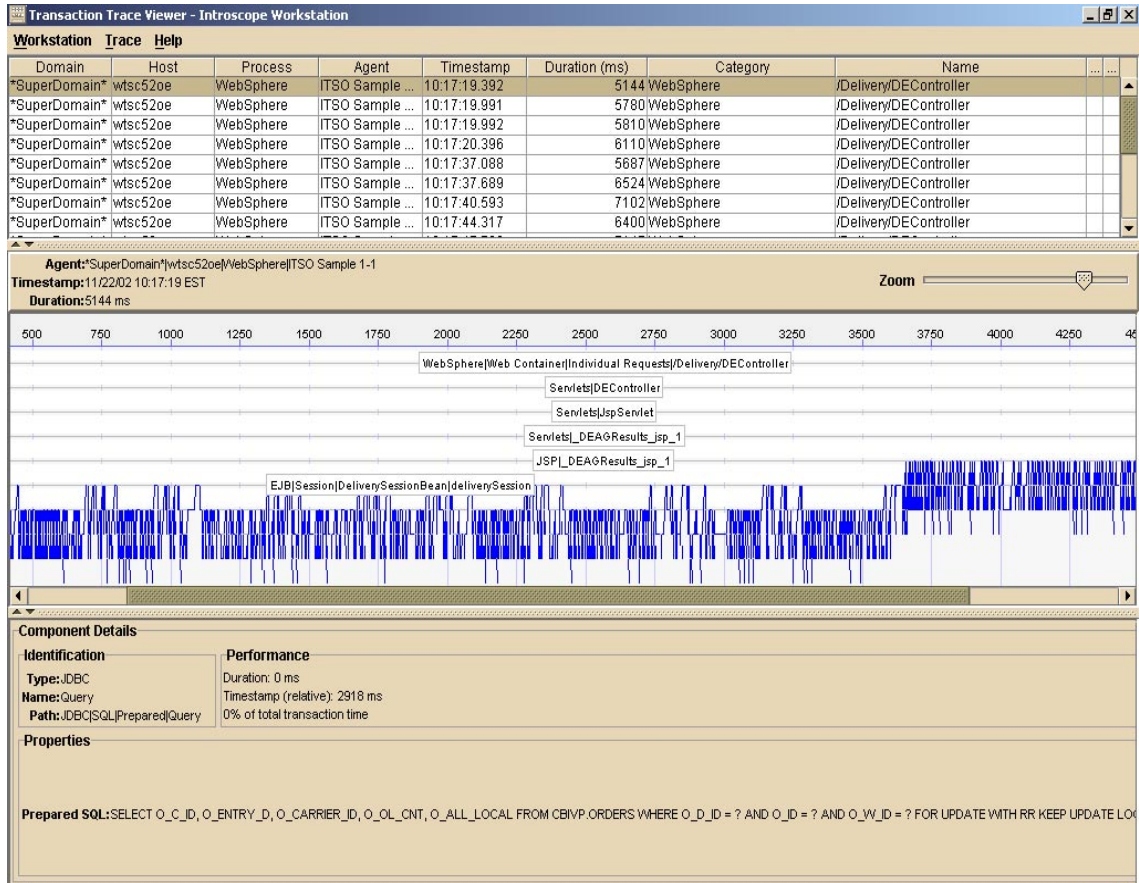 Transaction Trace Viewer - Introscope Workstation
Workstation Trace Help
Domain Host Process Agent Timestamp Duration (ms) Category Name ... ...
*SuperDomain* wtsc52oe WebSphere ITSO Sample ... 10:17:19.392 5144 WebSphere /Delivery/DEController
*SuperDomain* wtsc52oe WebSphere ITSO Sample ... 10:17:19.991 5780 WebSphere /Delivery/DEController
*SuperDomain* wtsc52oe WebSphere ITSO Sample ... 10:17:19.992 5810 WebSphere /Delivery/DEController
*SuperDomain* wtsc52oe WebSphere ITSO Sample ... 10:17:20.396 6110 WebSphere /Delivery/DEController
*SuperDomain* wtsc52oe WebSphere ITSO Sample ... 10:17:37.088 5687 WebSphere /Delivery/DEController
*SuperDomain* wtsc52oe WebSphere ITSO Sample ... 10:17:37.689 6524 WebSphere /Delivery/DEController
*SuperDomain* wtsc52oe WebSphere ITSO Sample ... 10:17:40.593 7102 WebSphere /Delivery/DEController
*SuperDomain* wtsc52oe WebSphere ITSO Sample ... 10:17:44.317 6400 WebSphere /Delivery/DEController
Agent:*SuperDomain*|wtsc52oe|WebSphere|ITSO Sample 1-1
Timestamp:11/22/02 10:17:19 EST
Zoom
Duration:5144 ms
500 750 1000 1250 1500 1750 2000 2250 2500 2750 3000 3250 3500 3750 4000 4250
WebSphere|Web Container|Individual Requests|/Delivery/DEController
Servlets|DEController
Servlets|JspServlet
Servlets|_DEAGResults_jsp_1
JSP|_DEAGResults_jsp_1
EJB|Session|DeliverySessionBean|deliverySession
Component Details
Identification
Type:JDBC
Name:Query
Path:JDBC|SQL|Prepared|Query
Performance
Duration: 0 ms
Timestamp (relative): 2918 ms
0% of total transaction time
Properties
Prepared SQL:SELECT O_C_ID, O_ENTRY_D, O_CARRIER_ID, O_OL_CNT, O_ALL_LOCAL FROM CBIVP.ORDERS WHERE O_D_ID = ? AND O_ID = ? AND O_W_ID = ? FOR UPDATE WITH RR KEEP UPDATE